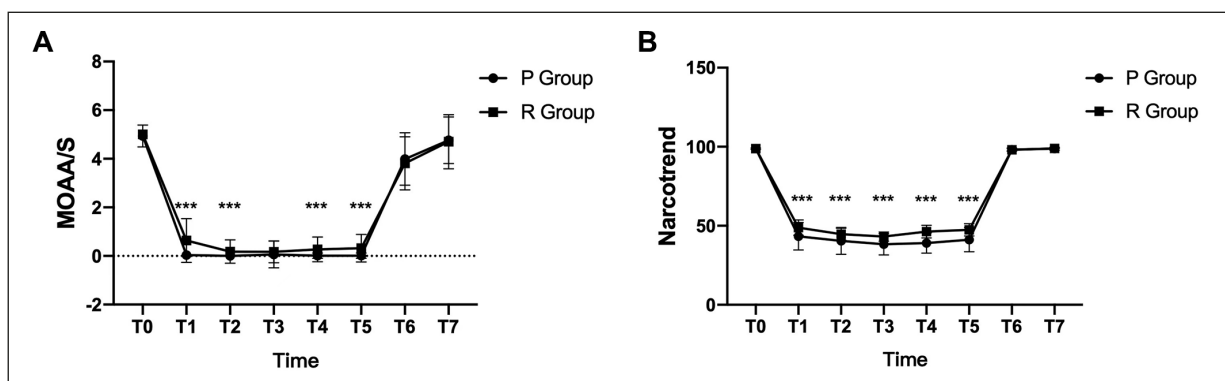 A
8
6
4
2
0
-2
MOAA/S
*** *** *** ***
T0 T1 T2 T3 T4 T5 T6 T7
Time
P Group
R Group
B
150
100
50
0
Narcotrend
*** *** *** *** ***
T0 T1 T2 T3 T4 T5 T6 T7
Time
P Group
R Group